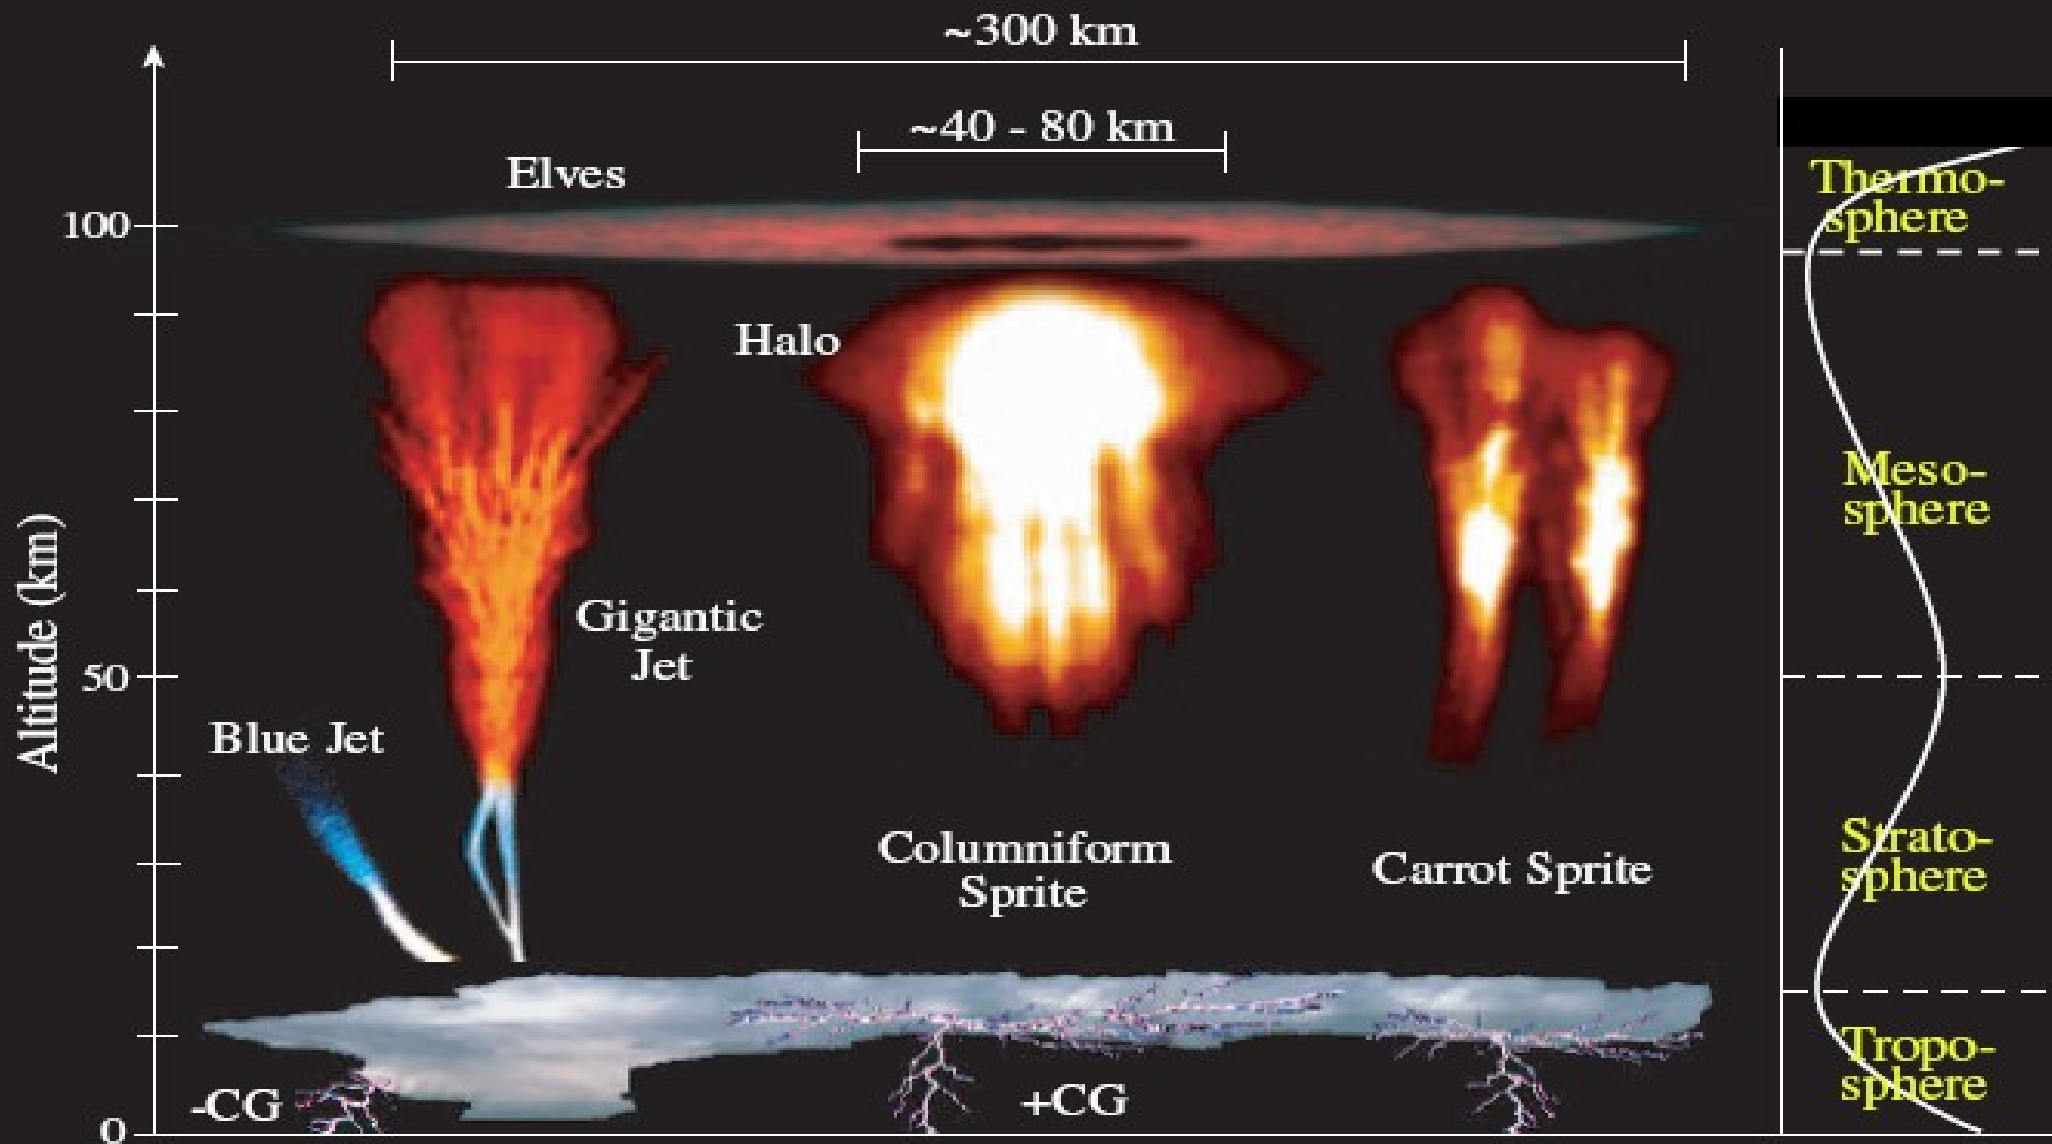 ~300 km
~40 - 80 km
Elves
100
Halo
Gigantic
Jet
50
Blue Jet
Columniform
Sprite
Carrot Sprite
-CG
+CG
0
Altitude (km)
Thermo-
sphere
Meso-
sphere
Strato-
sphere
Tropo-
sphere